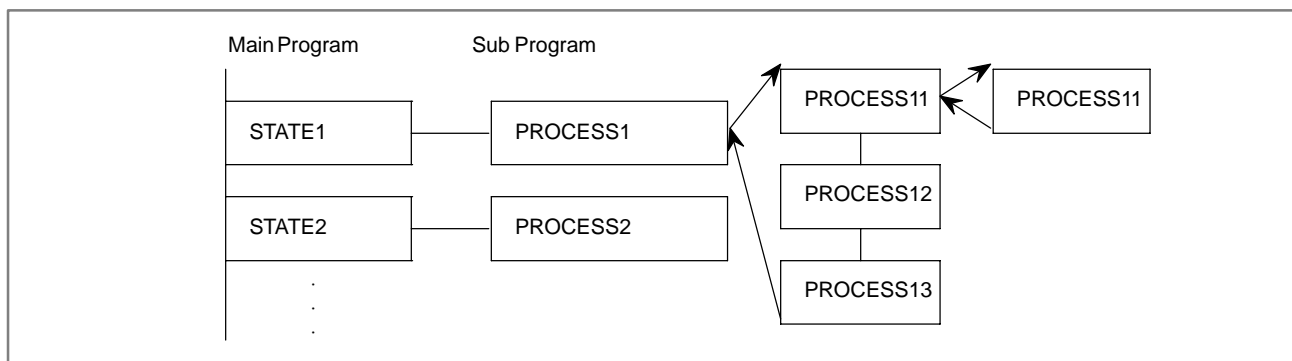 Main Program Sub Program
PROCESS11 PROCESS11
STATE1 PROCESS1
PROCESS12
STATE2 PROCESS2
PROCESS13
.
.
.